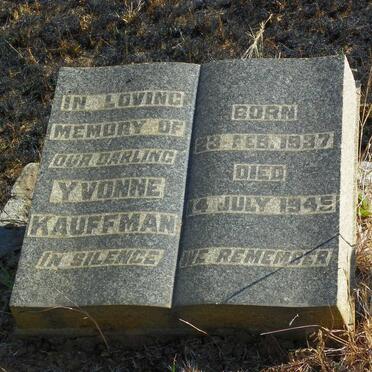 IN LOVING
MEMORY OF
OUR DARLING
YVONNE
KAUFFMAN
IN SILENCE
BORN
23 FEB. 1937
DIED
14 JULY 1945
WE REMEMBER